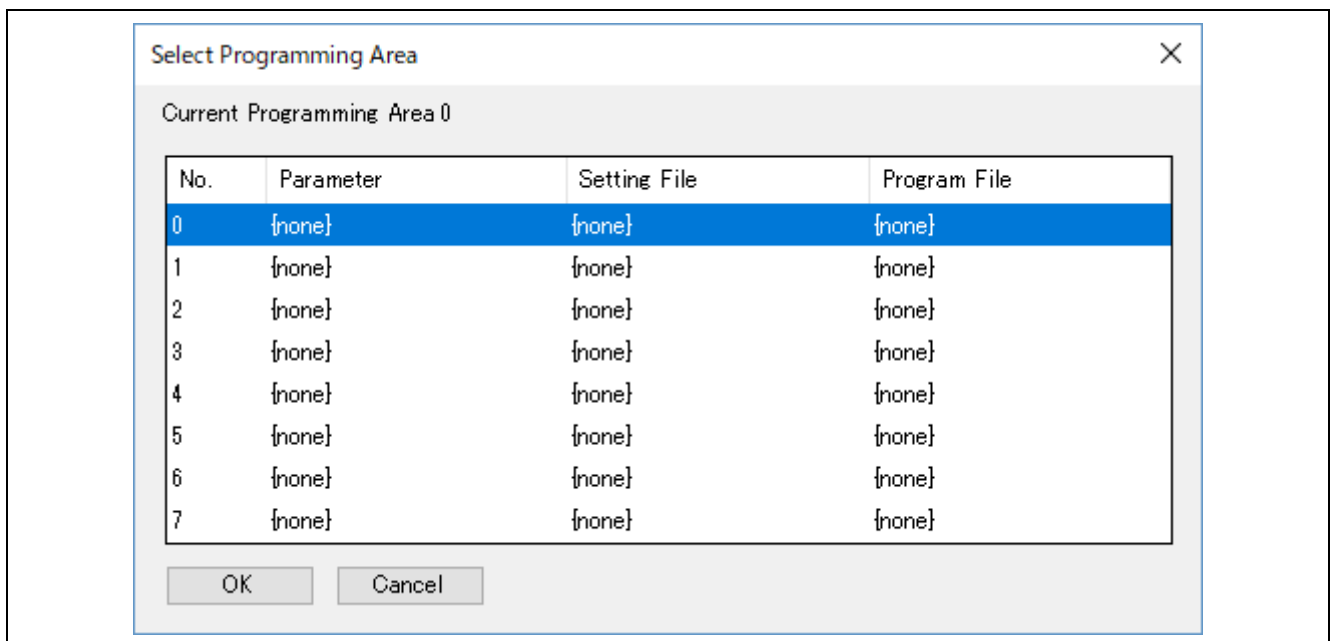 Select Programming Area
Current Programming Area 0
No. Parameter Setting File Program File
0 {none} {none} {none}
1 {none} {none} {none}
2 {none} {none} {none}
3 {none} {none} {none}
4 {none} {none} {none}
5 {none} {none} {none}
6 {none} {none} {none}
7 {none} {none} {none}
OK Cancel